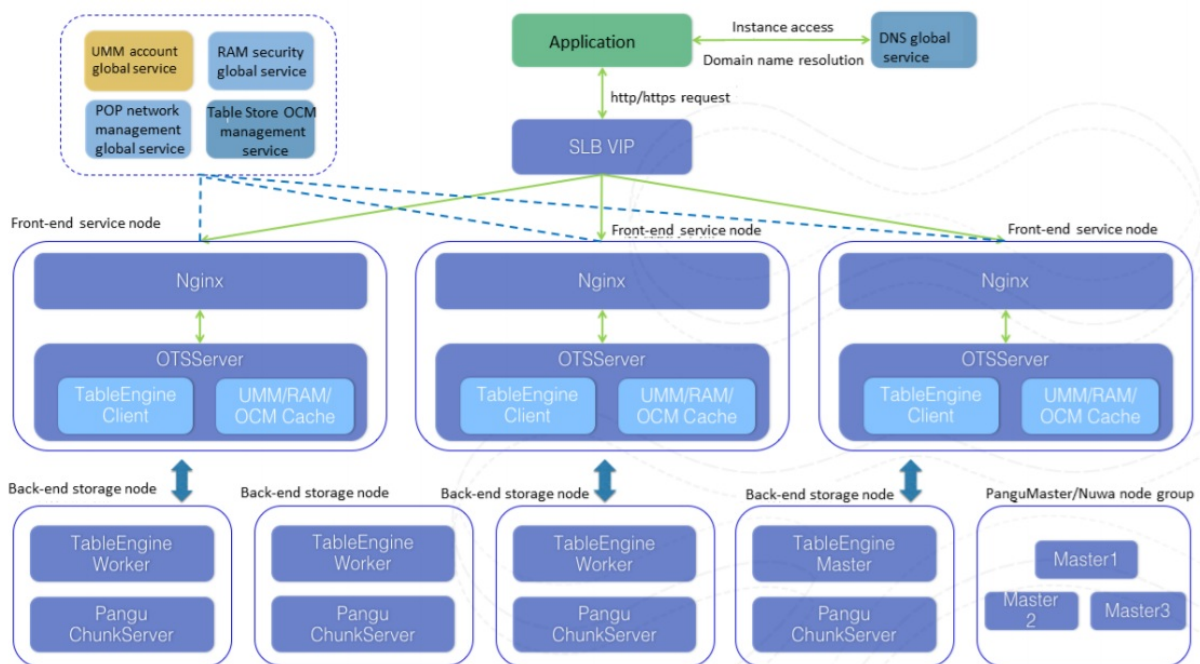 UMM account
global service
RAM security
global service
POP network
management
global service
Table Store OCM
management
service
Application
Instance access
Domain name resolution
DNS global
service
http/https request
SLB VIP
Front-end service node
Front-end service node
Front-end service node
Nginx
Nginx
Nginx
OTSServer
TableEngine
Client
UMM/RAM/
OCM Cache
OTSServer
TableEngine
Client
UMM/RAM/
OCM Cache
OTSServer
TableEngine
Client
UMM/RAM/
OCM Cache
Back-end storage node
Back-end storage node
Back-end storage node
Back-end storage node
PanguMaster/Nuwa node group
TableEngine
Worker
Pangu
ChunkServer
TableEngine
Worker
Pangu
ChunkServer
TableEngine
Worker
Pangu
ChunkServer
TableEngine
Master
Pangu
ChunkServer
Master1
Master
2
Master3